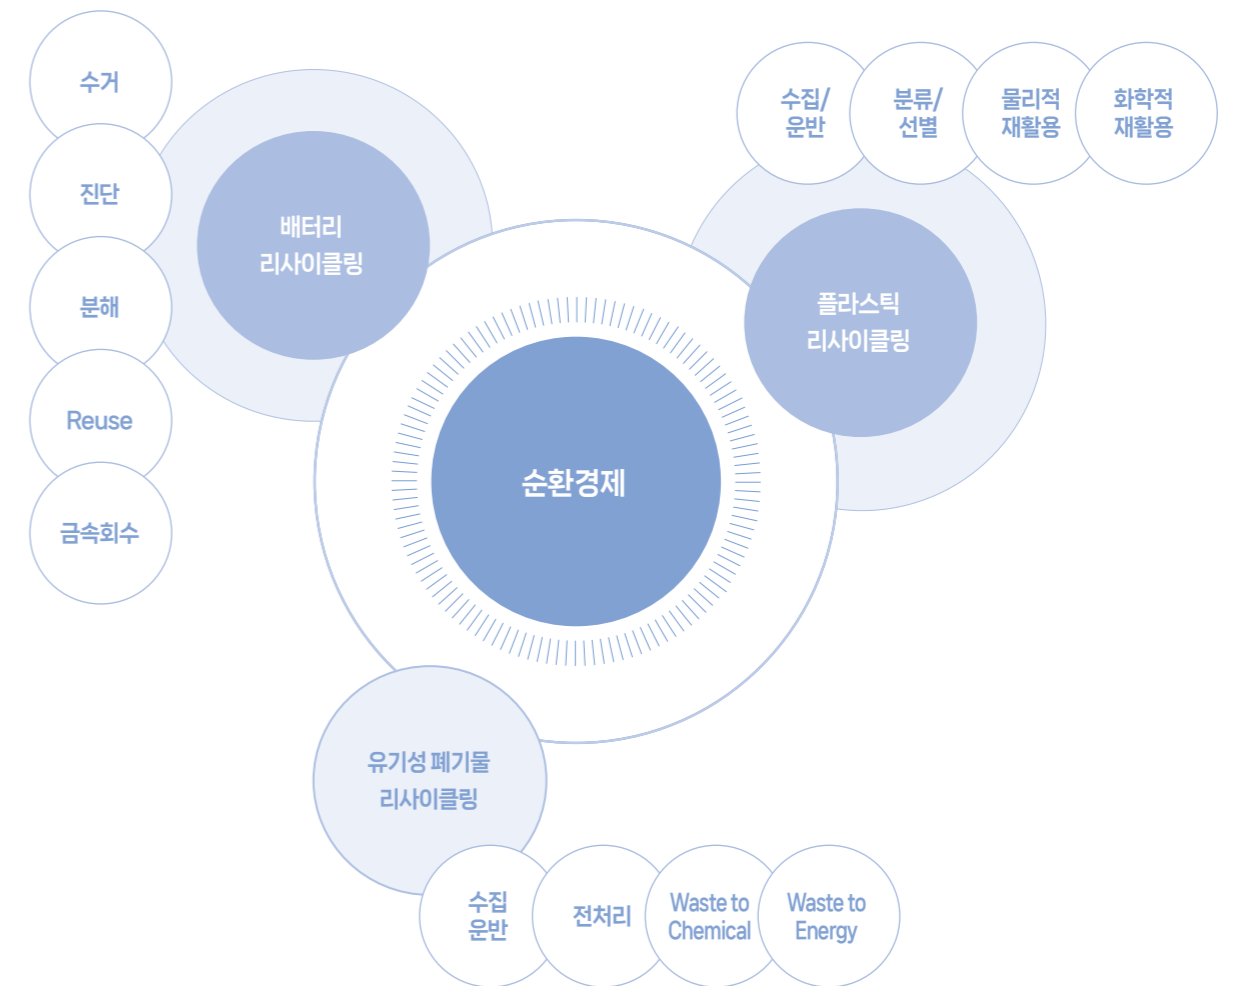 수거
진단
분해
Reuse
금속회수
배터리
리사이클링
수집/
운반
분류/
선별
물리적
재활용
화학적
재활용
플라스틱
리사이클링
순환경제
유기성 폐기물
리사이클링
수집
운반
전처리
Waste to
Chemical
Waste to
Energy